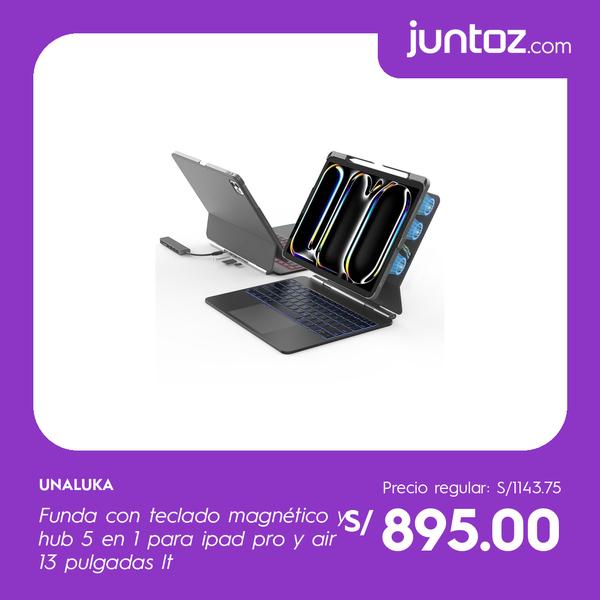 juntoz.com
UNALUKA
Precio regular: S/1143.75
Funda con teclado magnético y
hub 5 en 1 para ipad pro y air
13 pulgadas lt
S/ 895.00